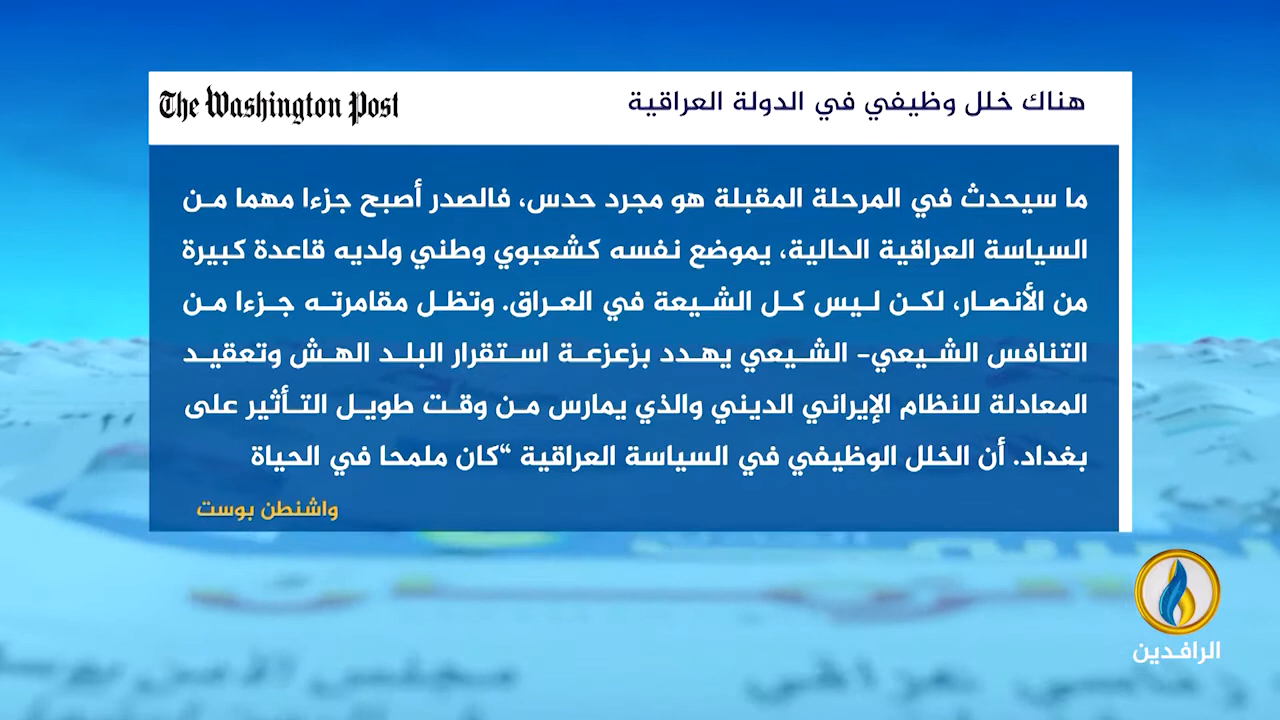 The Washington Post
هناك خلل وظيفي في الدولة العراقية
ما سيحدث في المرحلة المقبلة هو مجرد حدس، فالصدر أصبح جزءا مهما من
السياسة العراقية الحالية، يموضع نفسه كشعبوي وطني ولديه قاعدة كبيرة
من الأنصار، لكن ليس كل الشيعة في العراق. وتظل مقامرته جزءا من
التنافس الشيعي- الشيعي يهدد بزعزعة استقرار البلد الهش وتعقيد
المعادلة للنظام الإيراني الديني والذي يمارس من وقت طويل التأثير على
بغداد. أن الخلل الوظيفي في السياسة العراقية “كان ملمحا في الحياة
واشنطن بوست
الرافدين
مجلس الأمن